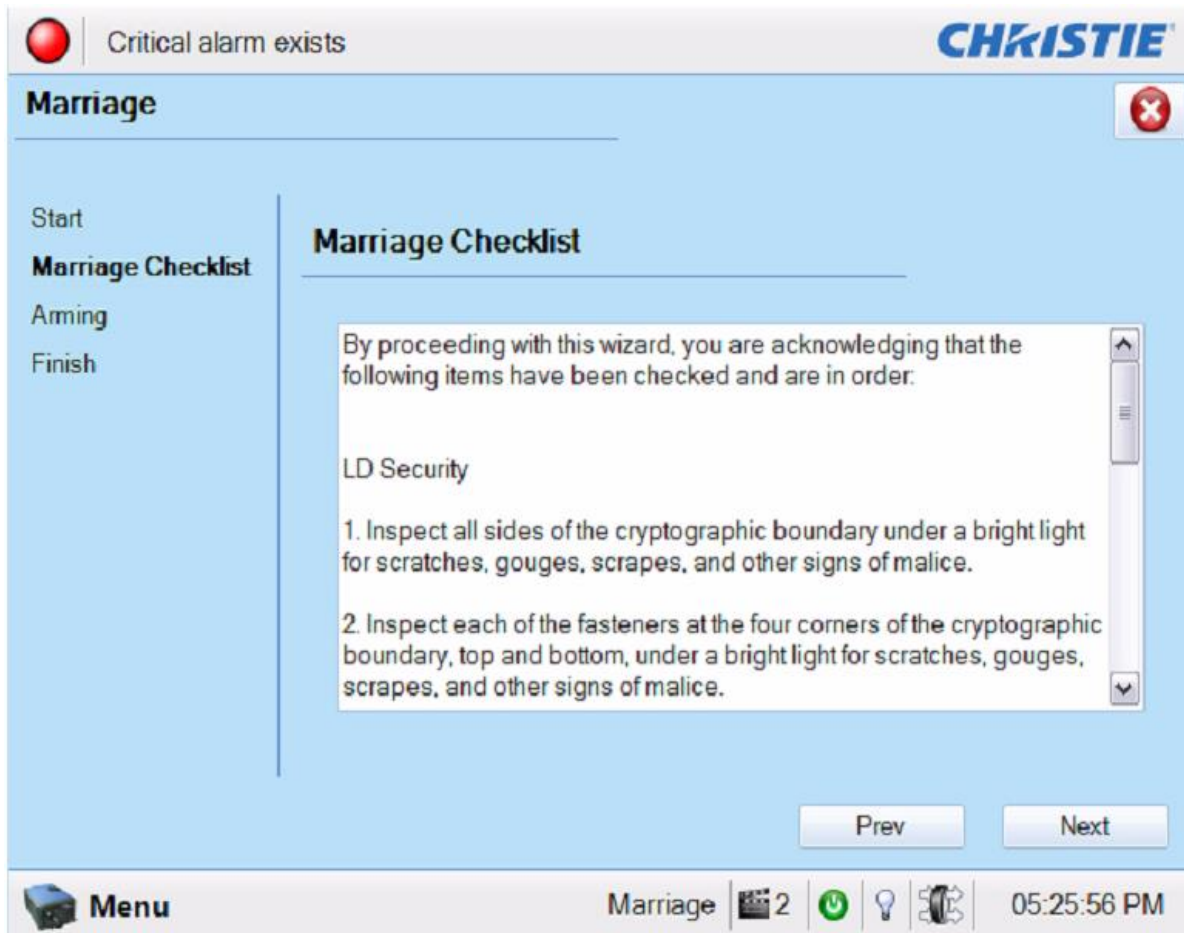 Critical alarm exists
CHRISTIE
Marriage
Start
Marriage Checklist
Arming
Finish
Marriage Checklist
By proceeding with this wizard, you are acknowledging that the
following items have been checked and are in order:
LD Security
1. Inspect all sides of the cryptographic boundary under a bright light
for scratches, gouges, scrapes, and other signs of malice.
2. Inspect each of the fasteners at the four corners of the cryptographic
boundary, top and bottom, under a bright light for scratches, gouges,
scrapes, and other signs of malice.
Prev
Next
Menu
Marriage
2
05:25:56 PM